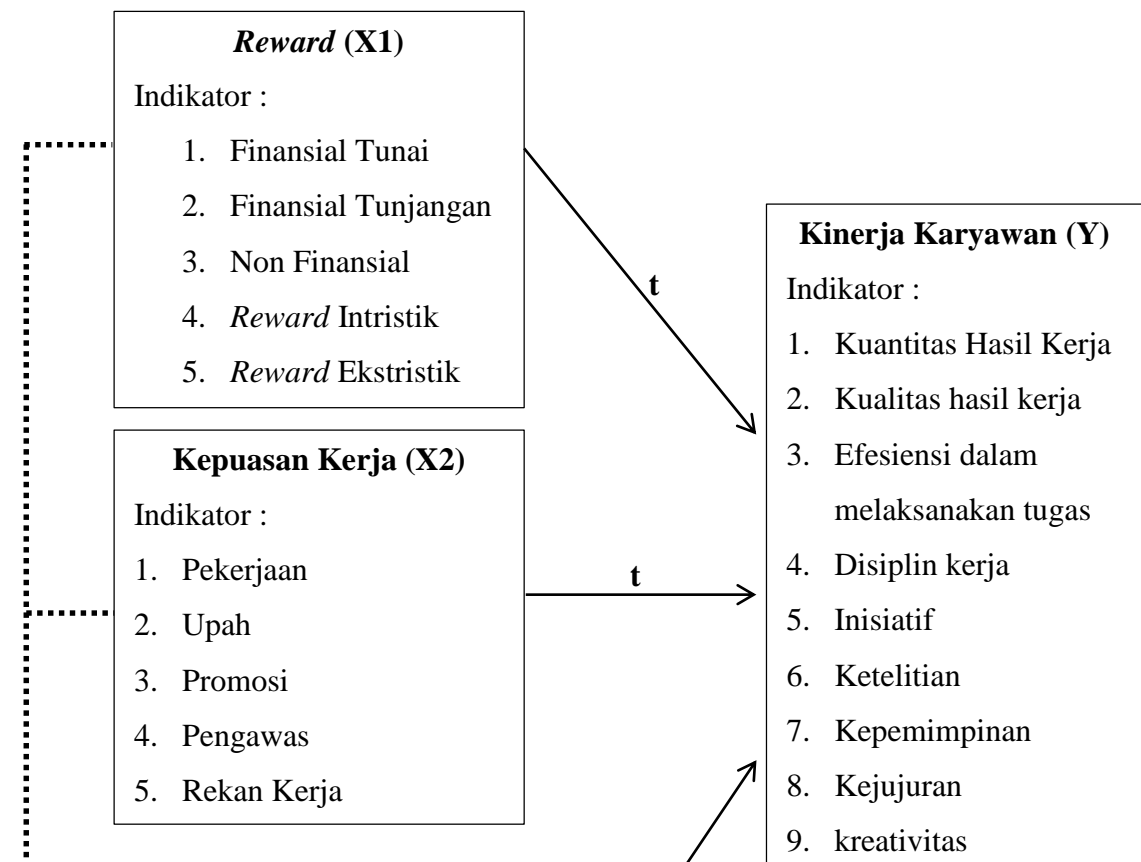 Reward (X1)
Indikator :
1. Finansial Tunai
2. Finansial Tunjangan
3. Non Finansial
4. Reward Intristik
5. Reward Ekstristik
t
Kepuasan Kerja (X2)
Indikator :
1. Pekerjaan
2. Upah
3. Promosi
4. Pengawas
5. Rekan Kerja
t
Kinerja Karyawan (Y)
Indikator :
1. Kuantitas Hasil Kerja
2. Kualitas hasil kerja
3. Efesiensi dalam
melaksanakan tugas
4. Disiplin kerja
5. Inisiatif
6. Ketelitian
7. Kepemimpinan
8. Kejujuran
9. kreativitas